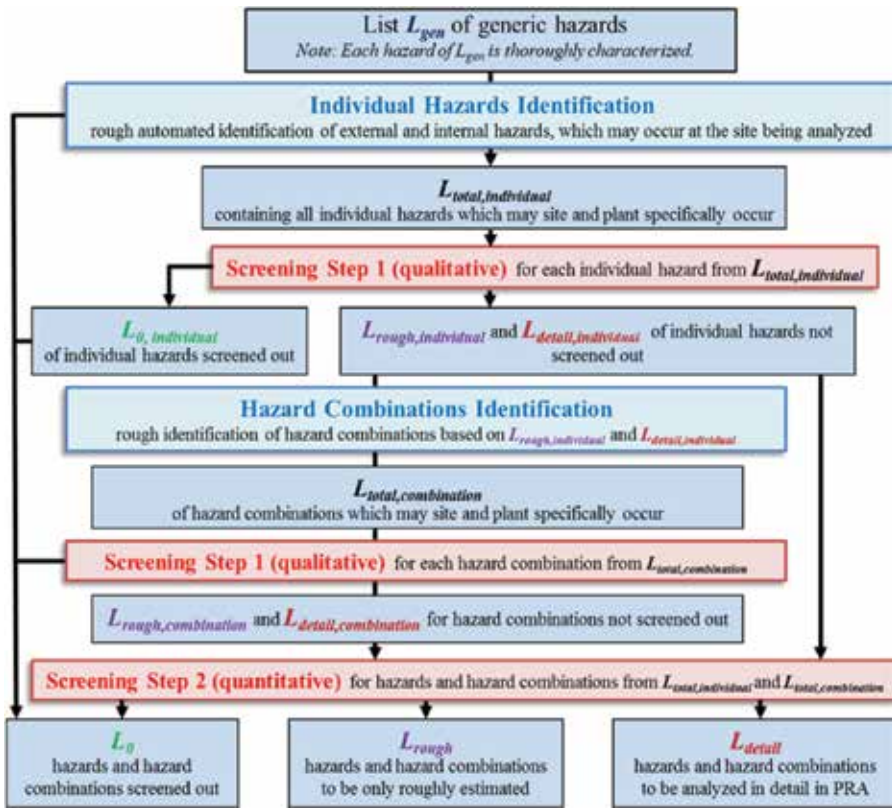 List L_gen of generic hazards
Note: Each hazard of L_gen is thoroughly characterized.
Individual Hazards Identification
rough automated identification of external and internal hazards, which may occur at the site being analyzed
L_total,individual
containing all individual hazards which may site and plant specifically occur
Screening Step 1 (qualitative) for each individual hazard from L_total,individual
L_0, individual
of individual hazards screened out
L_rough,individual and L_detail,individual of individual hazards not
screened out
Hazard Combinations Identification
rough identification of hazard combinations based on L_rough,individual and L_detail,individual
L_total,combination
of hazard combinations which may site and plant specifically occur
Screening Step 1 (qualitative) for each hazard combination from L_total,combination
L_rough,combination and L_detail,combination for hazard combinations not screened out
Screening Step 2 (quantitative) for hazards and hazard combinations from L_total,individual and L_total,combination
L_0
hazards and hazard
combinations screened out
L_rough
hazards and hazard combinations
to be only roughly estimated
L_detail
hazards and hazard combinations
to be analyzed in detail in PRA